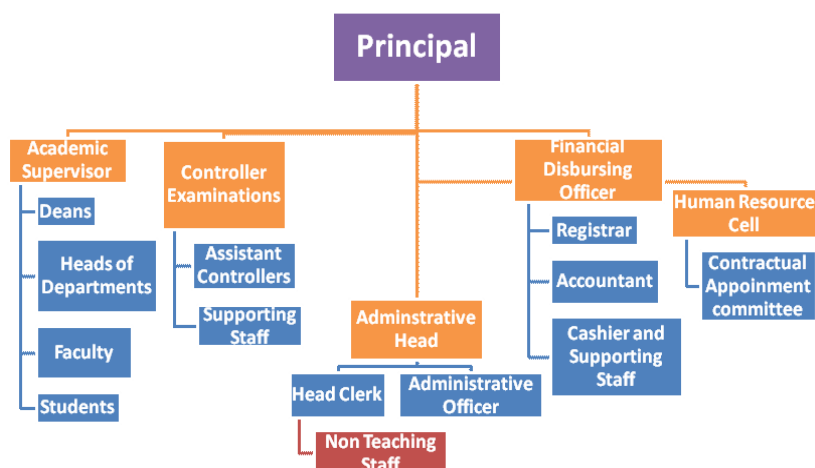 Principal
Academic
Supervisor
Deans
Heads of
Departments
Faculty
Students
Controller
Examinations
Assistant
Controllers
Supporting
Staff
Adminstrative
Head
Head Clerk
Administrative
Officer
Non Teaching
Staff
Financial
Disbursing
Officer
Registrar
Accountant
Cashier and
Supporting
Staff
Human Resource
Cell
Contractual
Appoinment
committee